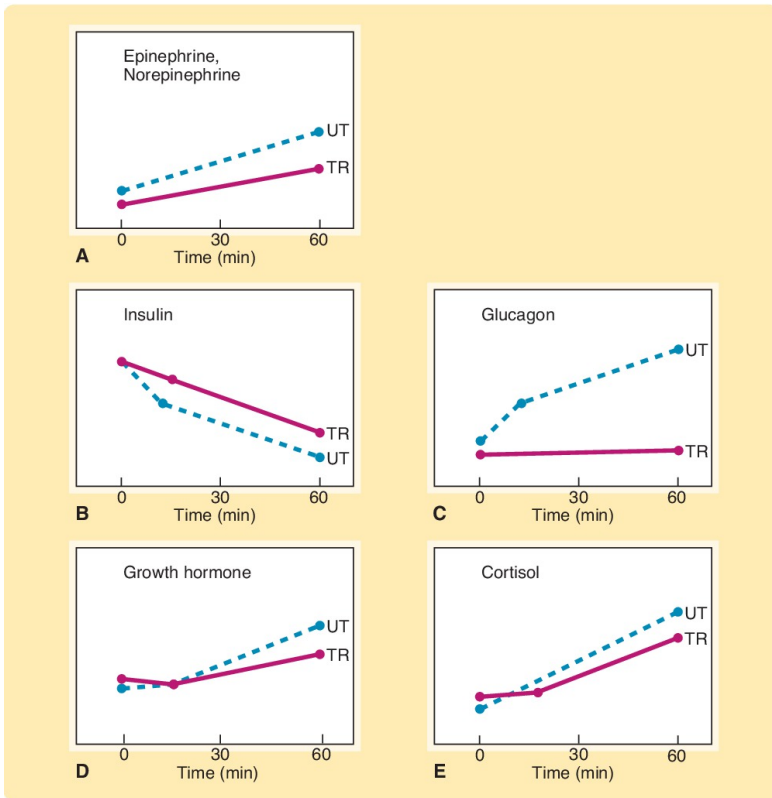 Epinephrine,
Norepinephrine
UT
TR
0 30 60
A Time (min)
Insulin
TR
UT
0 30 60
B Time (min)
Glucagon
UT
TR
0 30 60
C Time (min)
Growth hormone
UT
TR
0 30 60
D Time (min)
Cortisol
UT
TR
0 30 60
E Time (min)